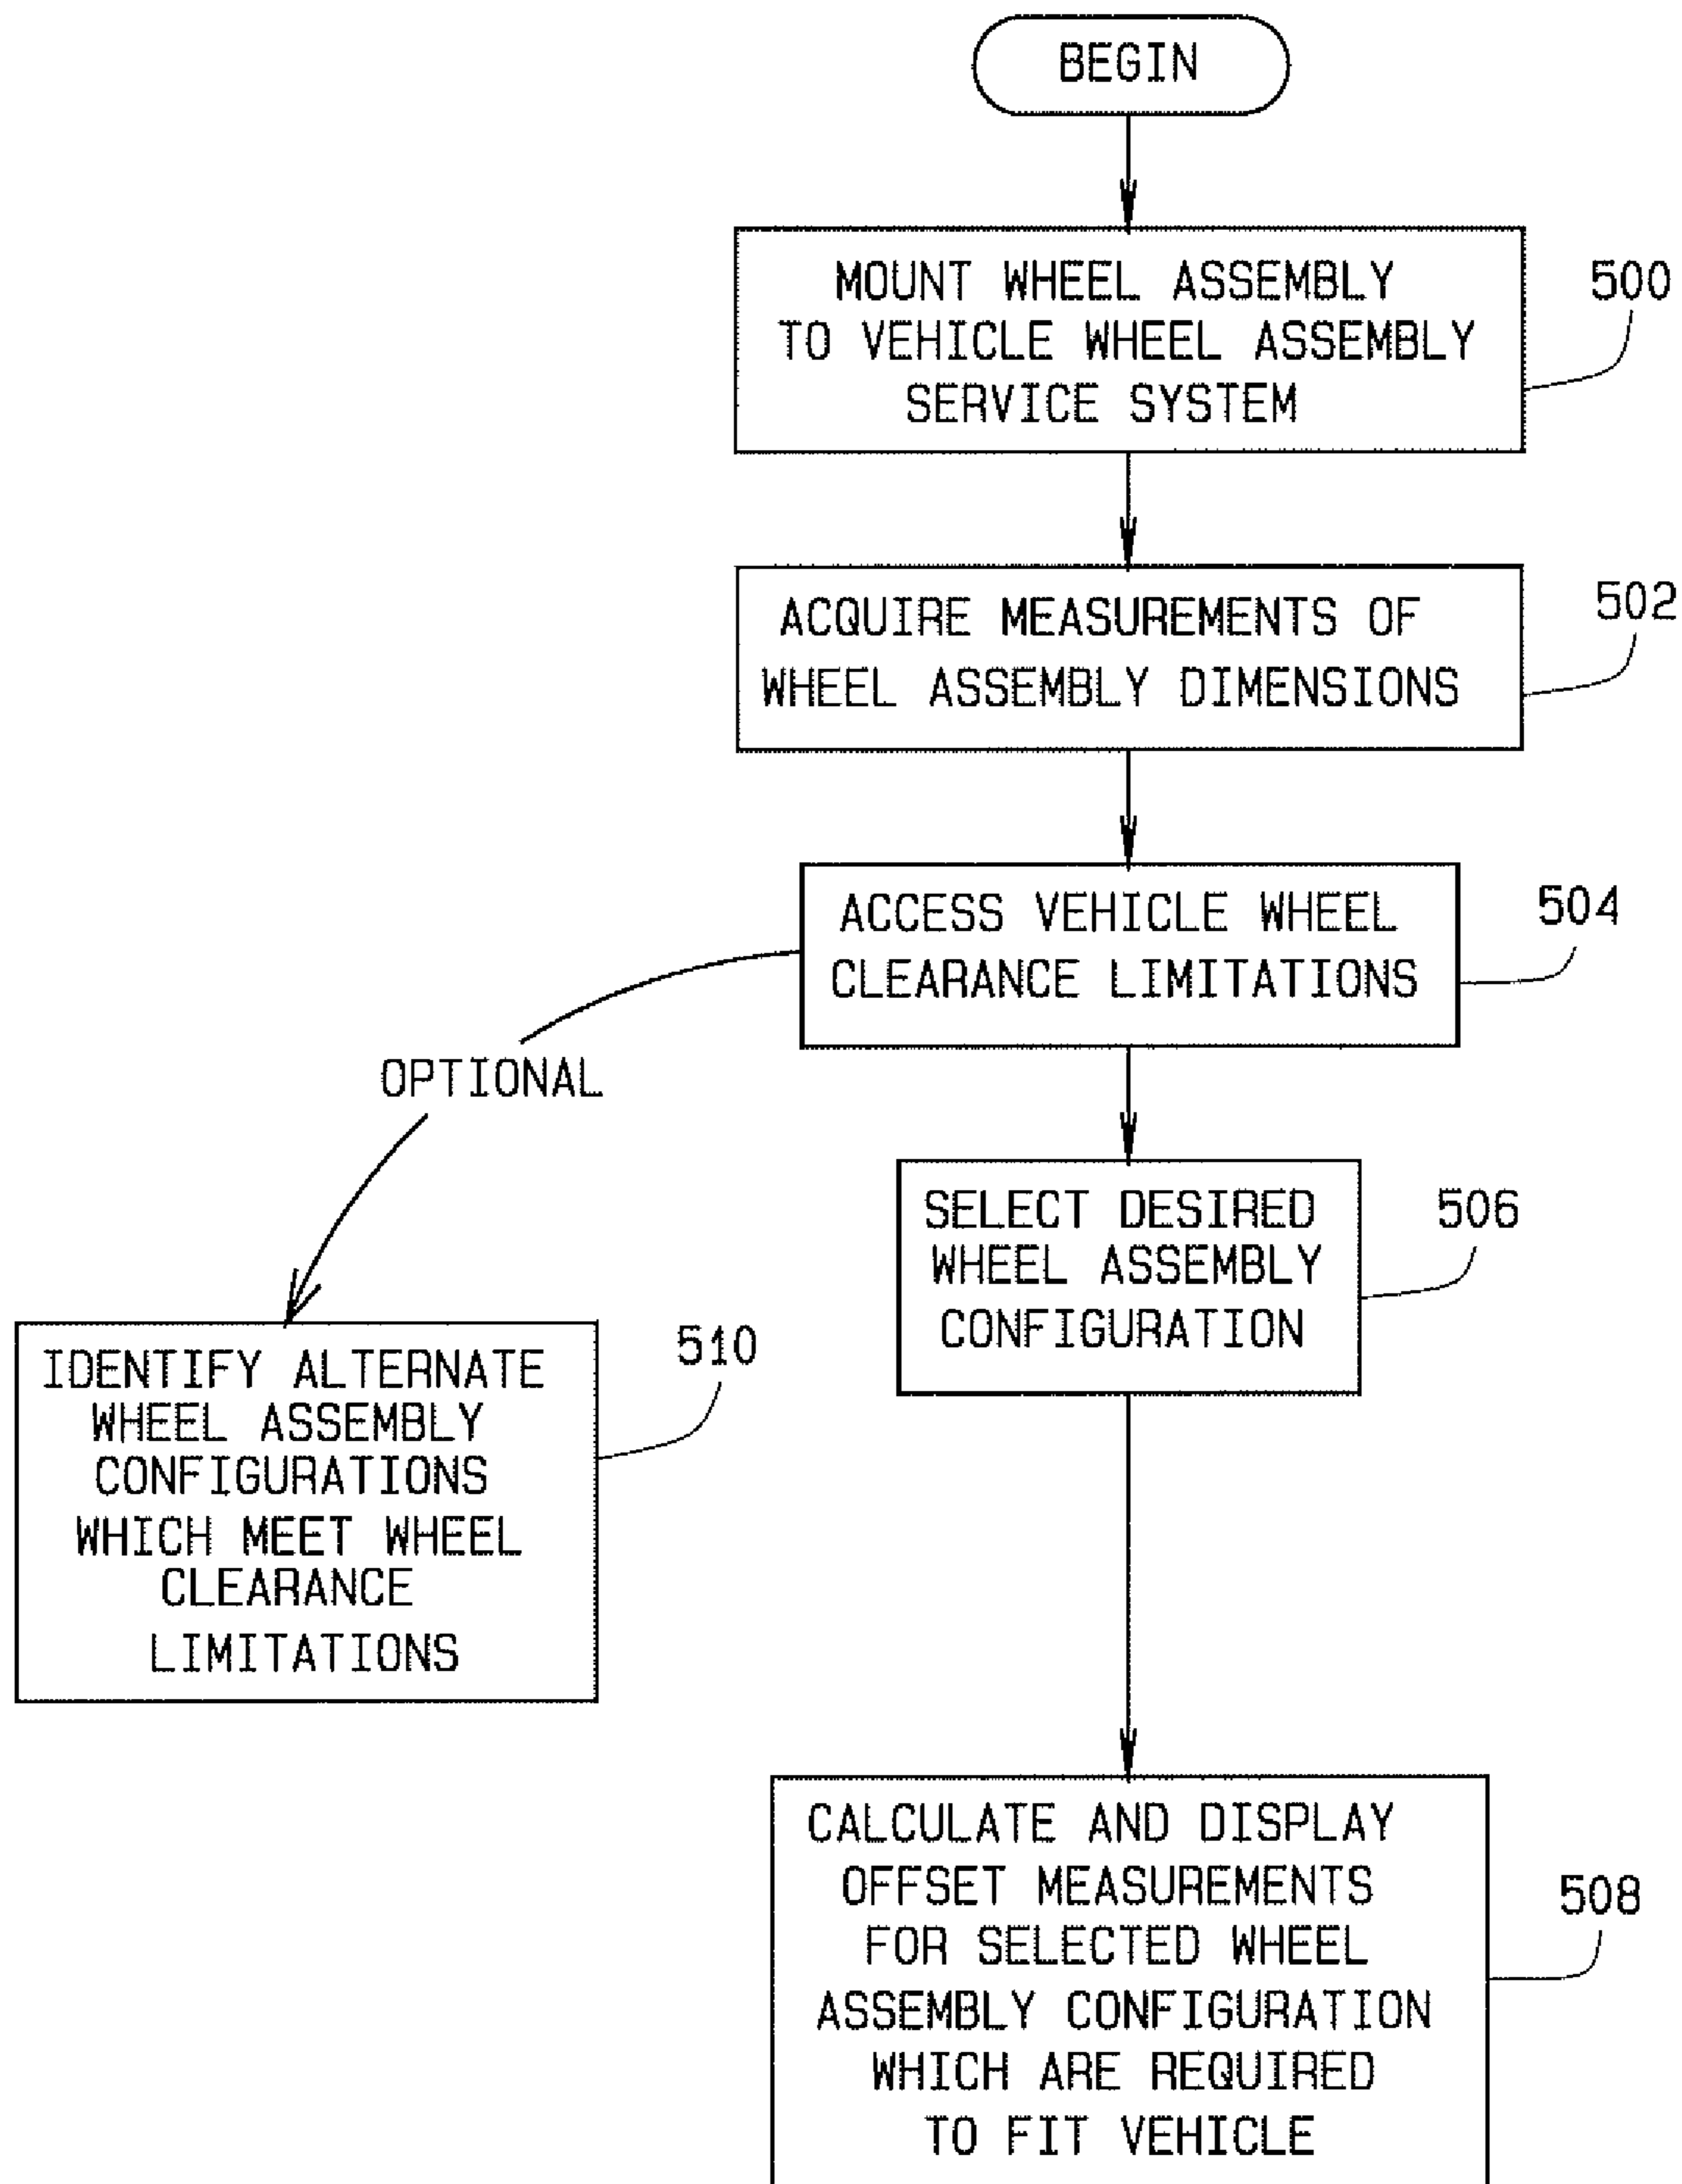 BEGIN
MOUNT WHEEL ASSEMBLY
TO VEHICLE WHEEL ASSEMBLY
SERVICE SYSTEM
500
ACQUIRE MEASUREMENTS OF
WHEEL ASSEMBLY DIMENSIONS
502
ACCESS VEHICLE WHEEL
CLEARANCE LIMITATIONS
504
OPTIONAL
SELECT DESIRED
WHEEL ASSEMBLY
CONFIGURATION
506
IDENTIFY ALTERNATE
WHEEL ASSEMBLY
CONFIGURATIONS
WHICH MEET WHEEL
CLEARANCE
LIMITATIONS
510
CALCULATE AND DISPLAY
OFFSET MEASUREMENTS
FOR SELECTED WHEEL
ASSEMBLY CONFIGURATION
WHICH ARE REQUIRED
TO FIT VEHICLE
508